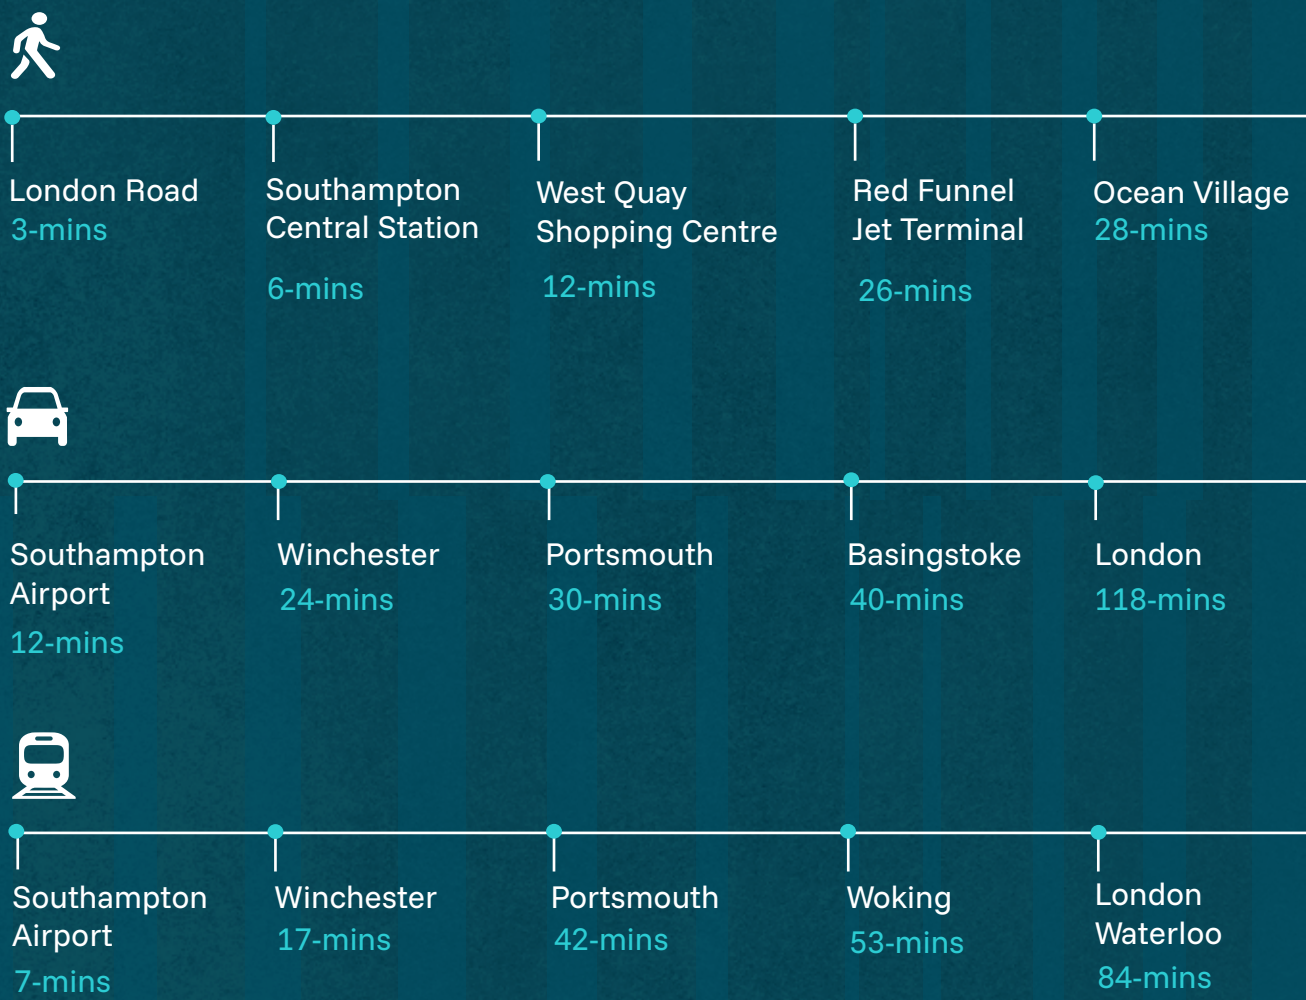 London Road
3-mins
Southampton
Central Station
6-mins
West Quay
Shopping Centre
12-mins
Red Funnel
Jet Terminal
26-mins
Ocean Village
28-mins
Southampton
Airport
12-mins
Winchester
24-mins
Portsmouth
30-mins
Basingstoke
40-mins
London
118-mins
Southampton
Airport
7-mins
Winchester
17-mins
Portsmouth
42-mins
Woking
53-mins
London
Waterloo
84-mins